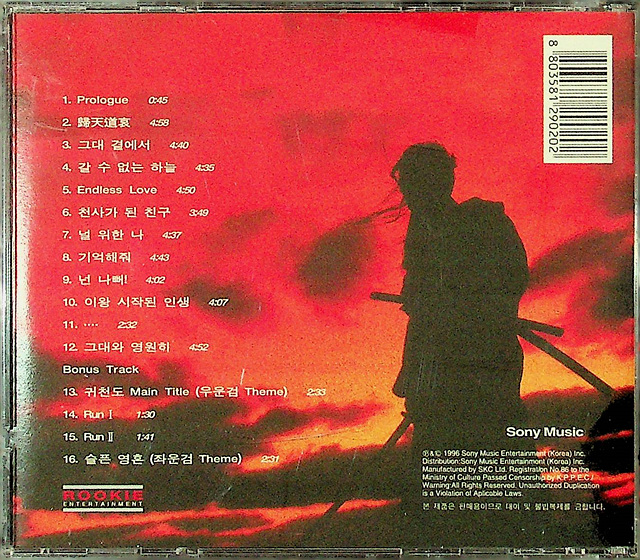 1. Prologue 0:45
2. 歸天道哀 4:58
3. 그대 곁에서 4:40
4. 갈 수 없는 하늘 4:35
5. Endless Love 4:50
6. 천사가 된 친구 3:49
7. 널 위한 나 4:37
8. 기억해줘 4:43
9. 넌 나빠! 4:02
10. 이왕 시작된 인생 4:07
11. .... 2:32
12. 그대와 영원히 4:52
Bonus Track
13. 귀천도 Main Title (우운검 Theme) 2:33
14. Run Ⅰ 1:30
15. Run Ⅱ 1:41
16. 슬픈 영혼 (좌운검 Theme) 2:31
ROOKIE
ENTERTAINMENT
8 803581 290202
Sony Music
℗&© 1996 Sony Music Entertainment (Korea) Inc.
Distribution:Sony Music Entertainment (Korea) Inc.
Manufactured by SKC Ltd. Registration No.86 to the
Ministry of Culture Passed Censorship by K.P.P.E.C.
Warning:All Rights Reserved. Unauthorized Duplication
is a Violation of Aplicable Laws.
본 제품은 판매용이므로 대여 및 불법복제를 금합니다.